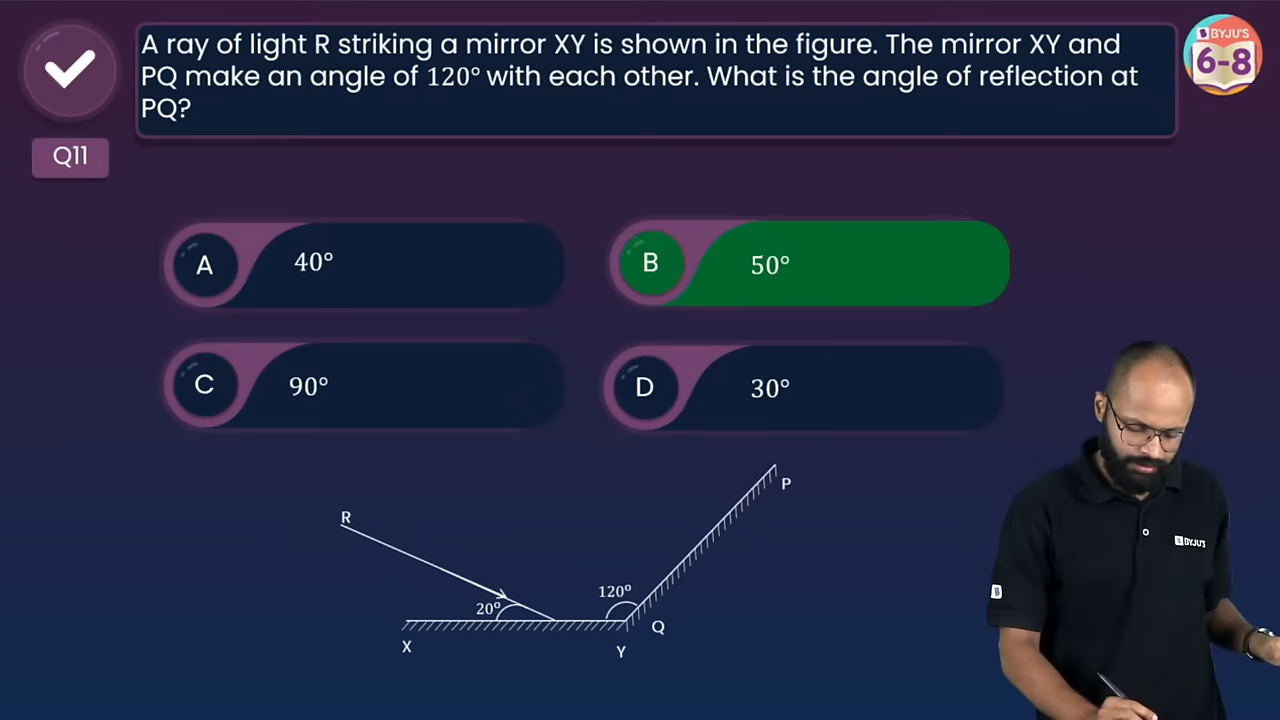 A ray of light R striking a mirror XY is shown in the figure. The mirror XY and
PQ make an angle of 120° with each other. What is the angle of reflection at
PQ?
BYJU'S
6-8
Q11
A 40°
B 50°
C 90°
D 30°
R
P
20°
120°
X
Y
Q
BYJU'S